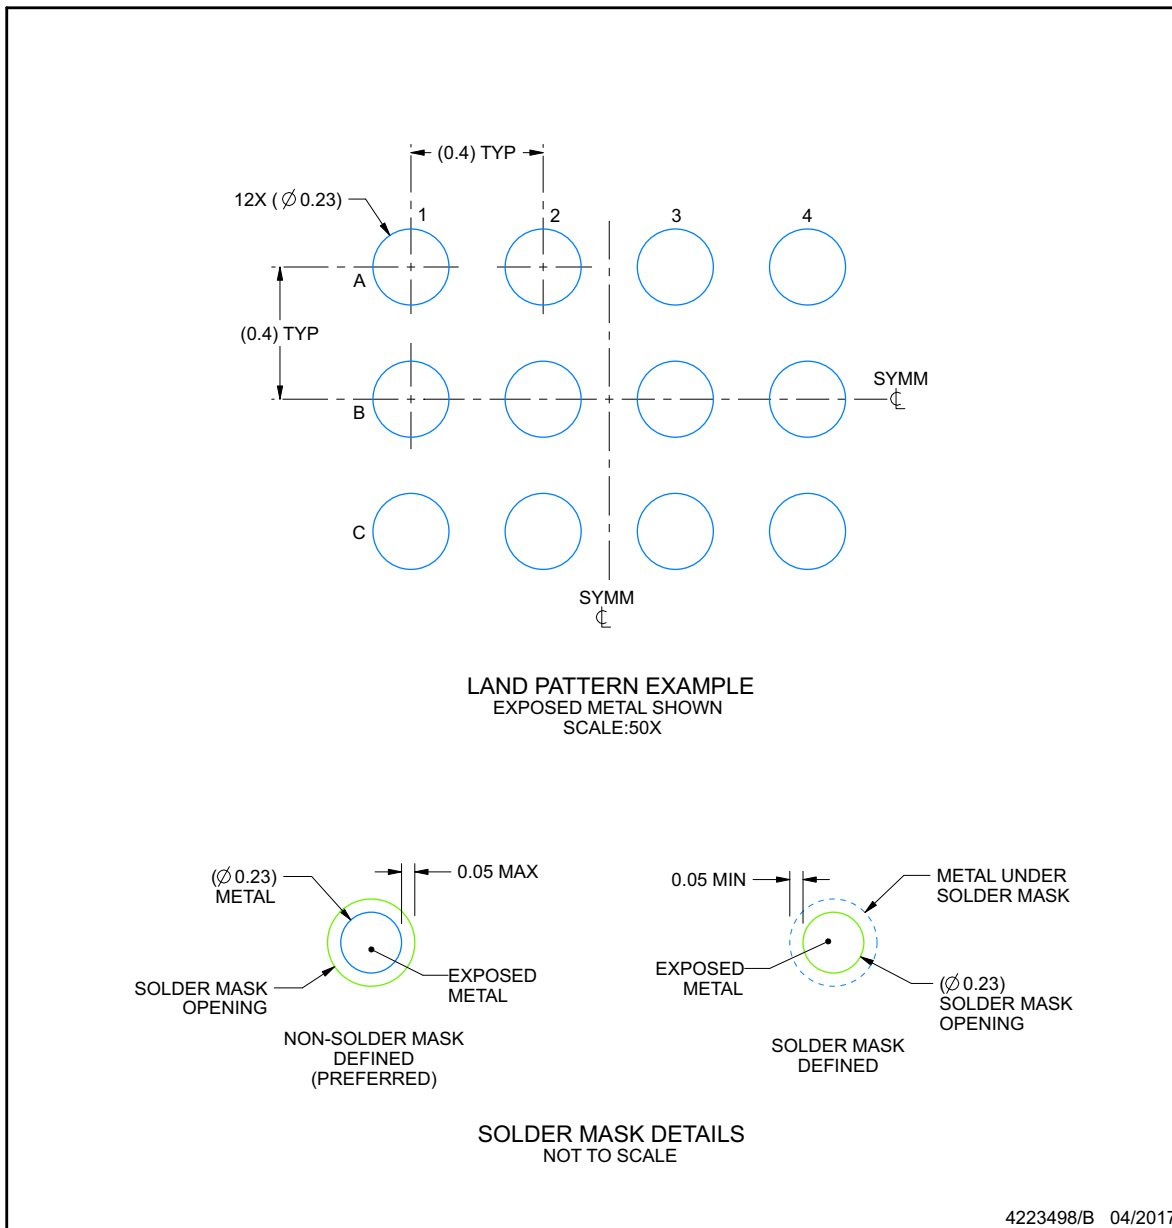 (0.4) TYP
12X ( ∅ 0.23)
1
2
3
4
A
(0.4) TYP
SYMM
℄
B
C
SYMM
℄
LAND PATTERN EXAMPLE
EXPOSED METAL SHOWN
SCALE:50X
(∅ 0.23)
METAL
0.05 MAX
SOLDER MASK
OPENING
EXPOSED
METAL
NON-SOLDER MASK
DEFINED
(PREFERRED)
0.05 MIN
METAL UNDER
SOLDER MASK
EXPOSED
METAL
(∅ 0.23)
SOLDER MASK
OPENING
SOLDER MASK
DEFINED
SOLDER MASK DETAILS
NOT TO SCALE
4223498/B 04/2017